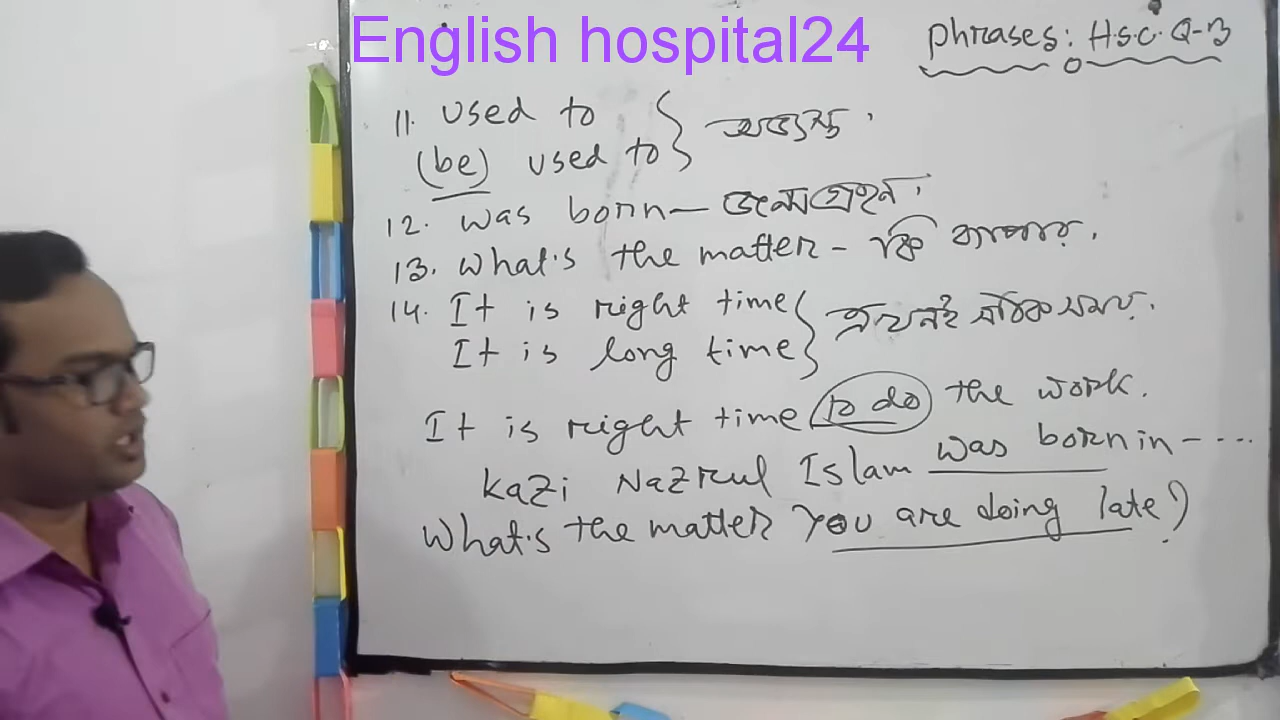 English hospital24
Phrases: H.S.C. Q-B
11. used to
(be) used to } অভ্যস্ত.
12. was born – জন্মগ্রহন.
13. What's the matter – কি ব্যাপার.
14. It is right time
It is long time } এখনই সঠিক সময়.
It is right time to do the work.
Kazi Nazrul Islam was born in - ...
What's the matter you are doing late?